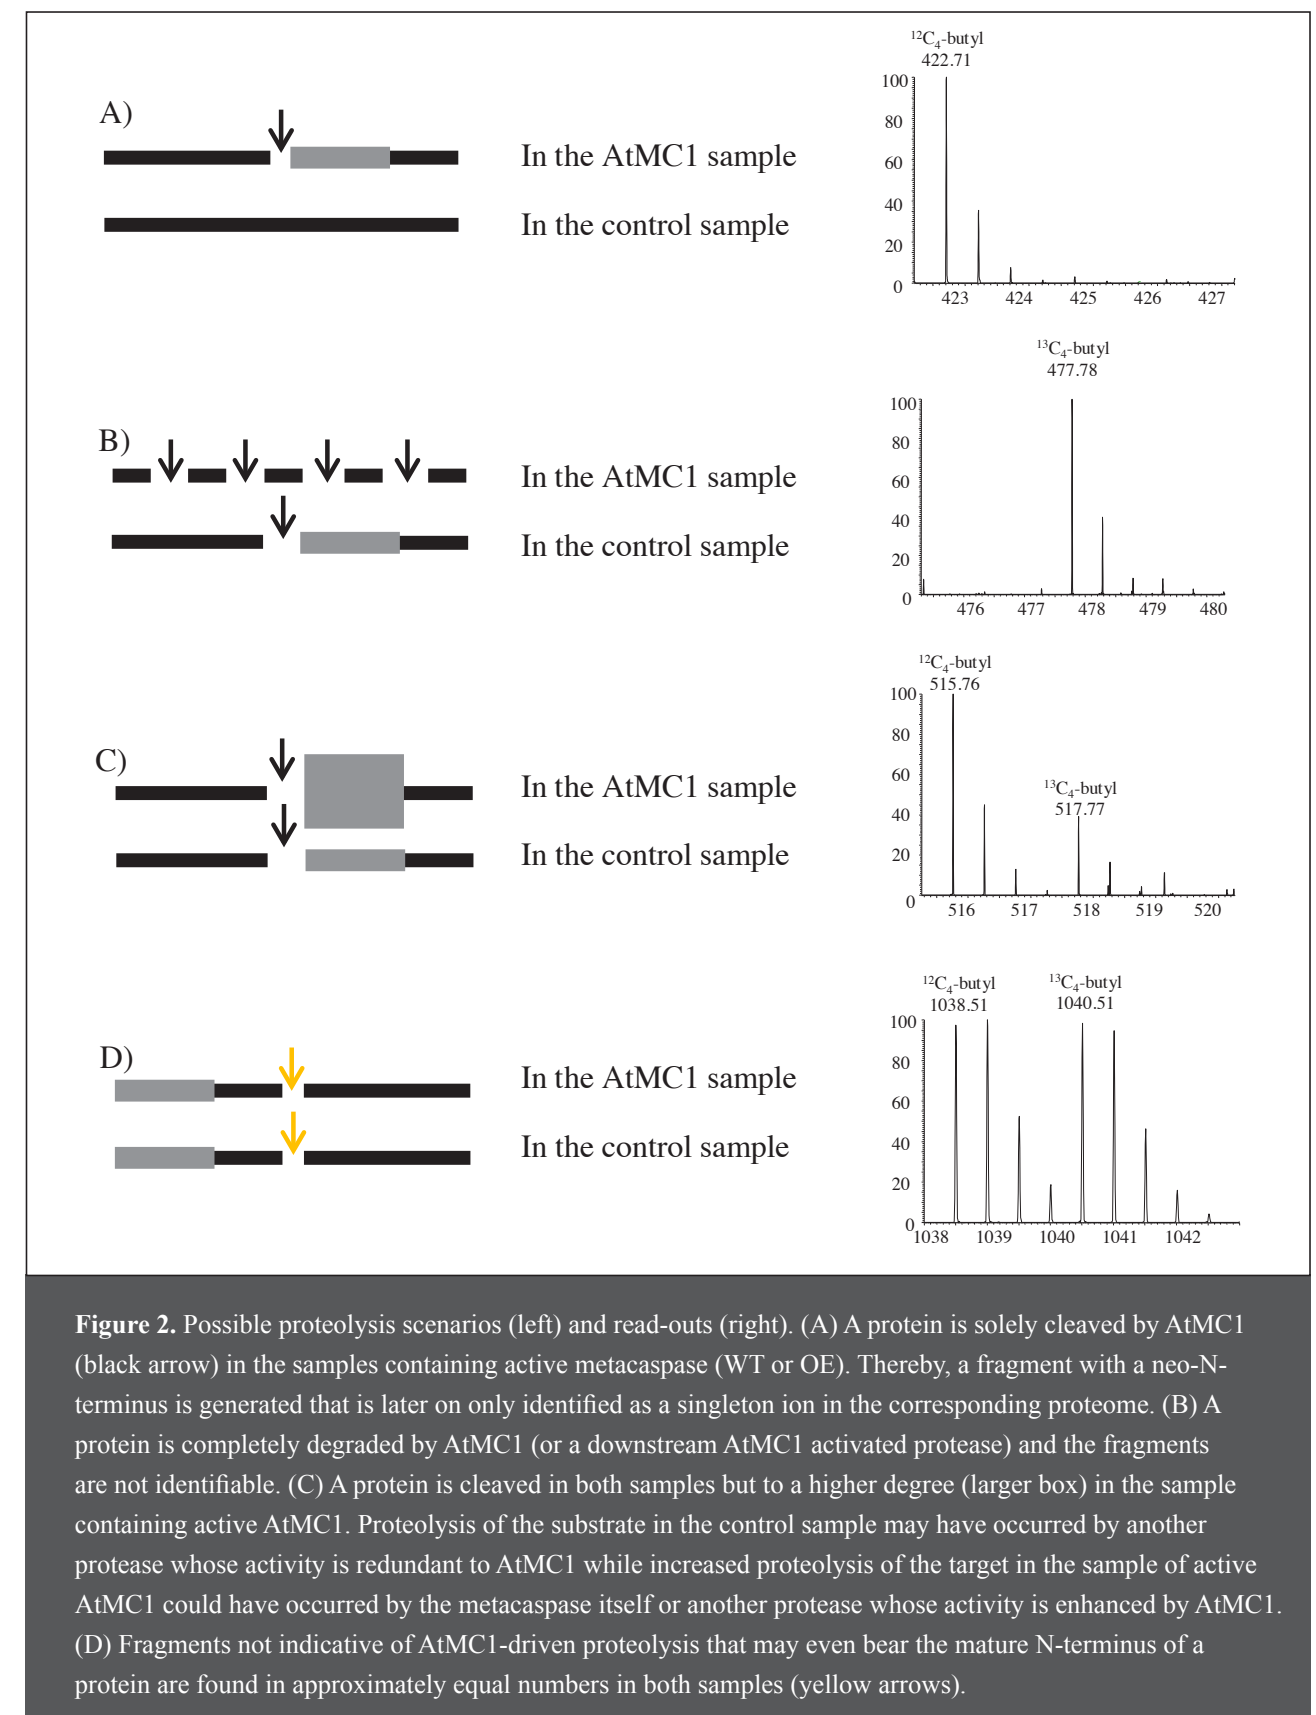 A)
In the AtMC1 sample
In the control sample
12C4-butyl
422.71
100
80
60
40
20
0
423 424 425 426 427
B)
In the AtMC1 sample
In the control sample
13C4-butyl
477.78
100
80
60
40
20
0
476 477 478 479 480
C)
In the AtMC1 sample
In the control sample
12C4-butyl
515.76
13C4-butyl
517.77
100
80
60
40
20
0
516 517 518 519 520
D)
In the AtMC1 sample
In the control sample
12C4-butyl
1038.51
13C4-butyl
1040.51
100
80
60
40
20
0
1038 1039 1040 1041 1042
Figure 2. Possible proteolysis scenarios (left) and read-outs (right). (A) A protein is solely cleaved by AtMC1
(black arrow) in the samples containing active metacaspase (WT or OE). Thereby, a fragment with a neo-N-
terminus is generated that is later on only identified as a singleton ion in the corresponding proteome. (B) A
protein is completely degraded by AtMC1 (or a downstream AtMC1 activated protease) and the fragments
are not identifiable. (C) A protein is cleaved in both samples but to a higher degree (larger box) in the sample
containing active AtMC1. Proteolysis of the substrate in the control sample may have occurred by another
protease whose activity is redundant to AtMC1 while increased proteolysis of the target in the sample of active
AtMC1 could have occurred by the metacaspase itself or another protease whose activity is enhanced by AtMC1.
(D) Fragments not indicative of AtMC1-driven proteolysis that may even bear the mature N-terminus of a
protein are found in approximately equal numbers in both samples (yellow arrows).